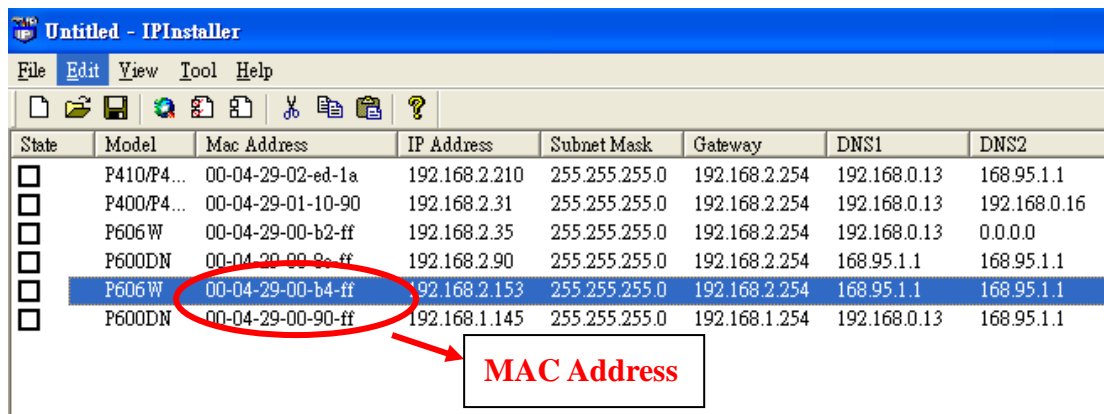 Untitled - IPInstaller
File Edit View Tool Help
State Model Mac Address IP Address Subnet Mask Gateway DNS1 DNS2
P410/P4... 00-04-29-02-ed-1a 192.168.2.210 255.255.255.0 192.168.2.254 192.168.0.13 168.95.1.1
P400/P4... 00-04-29-01-10-90 192.168.2.31 255.255.255.0 192.168.2.254 192.168.0.13 192.168.0.16
P606W 00-04-29-00-b2-ff 192.168.2.35 255.255.255.0 192.168.2.254 192.168.0.13 0.0.0.0
P600DN 192.168.2.90 255.255.255.0 192.168.2.254 168.95.1.1 168.95.1.1
P606W 00-04-29-00-b4-ff 192.168.2.153 255.255.255.0 192.168.2.254 168.95.1.1 168.95.1.1
P600DN 00-04-29-00-90-ff 192.168.1.145 255.255.255.0 192.168.1.254 192.168.0.13 168.95.1.1
MAC Address